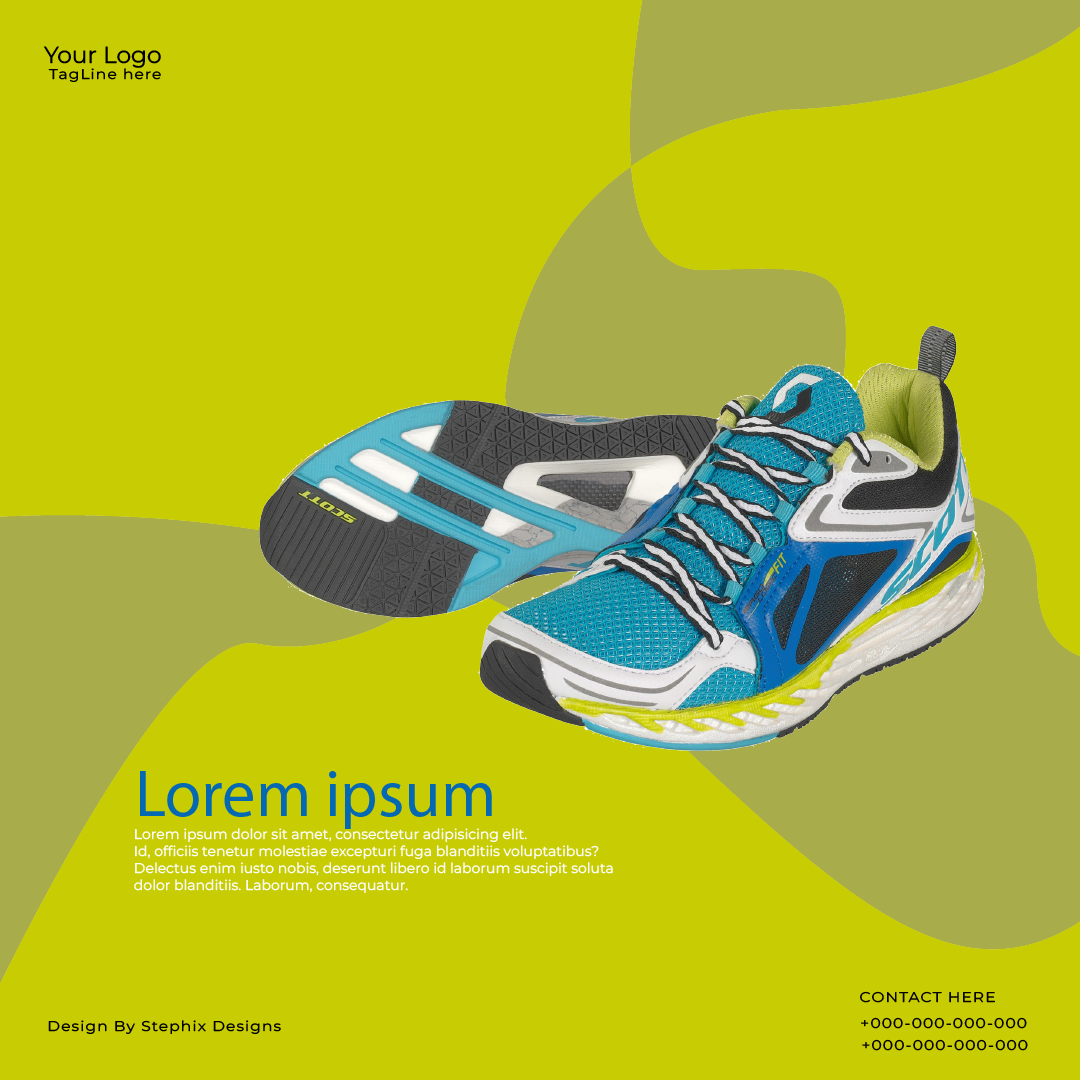 Your Logo
TagLine here
SCOTT
FIT
SCOTT
Lorem ipsum
Lorem ipsum dolor sit amet, consectetur adipisicing elit.
Id, officiis tenetur molestiae excepturi fuga blanditiis voluptatibus?
Delectus enim iusto nobis, deserunt libero id laborum suscipit soluta
dolor blanditiis. Laborum, consequatur.
CONTACT HERE
Design By Stephix Designs
+000-000-000-000
+000-000-000-000